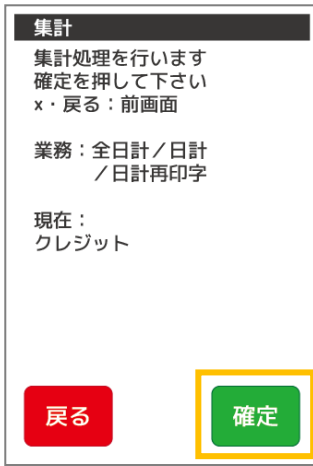 集計
集計処理を行います
確定を押して下さい
x・戻る：前画面
業務：全日計／日計
／日計再印字
現在：
クレジット
戻る
確定